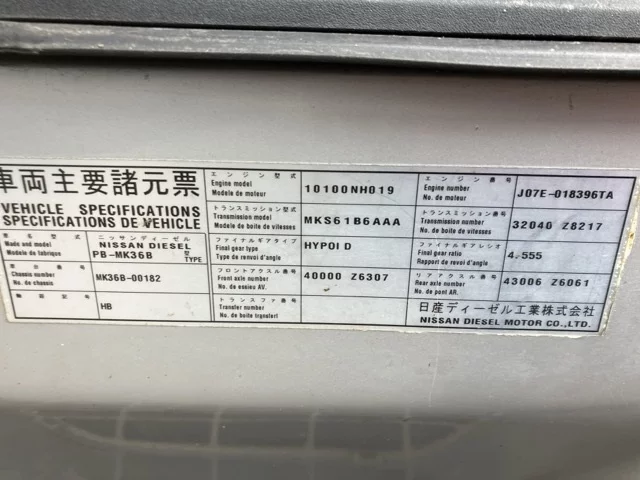 車両主要諸元票
VEHICLE SPECIFICATIONS
SPECIFICATIONS DE VEHICLE
車名型式
Made and model
Modele de fabrique
ニッサンディーゼル
NISSAN DIESEL
PB-MK36B
型
TYPE
車台番号
Chassis number
No. de chassis
MK36B-00182
HB
エンジン型式
Engine model
Modele de moteur
10100NH019
トランスミッション型式
Transmission model
Modele de boite de vitesses
MKS61B6AAA
ファイナルギアタイプ
Final gear type
Type de renvoi d'angle
HYPOID
フロントアクスル番号
Front axle number
No. de essieu AV.
40000 Z6307
トランスファ番号
Transfer number
No. de boite transfert
エンジン番号
Engine number
No. de moteur
J07E-018396TA
トランスミッション番号
Transmission number
No. de boite de vitesses
32040 Z8217
ファイナルギアレシオ
Final gear ratio
Rapport de renvoi d'angle
4.555
リアアクスル番号
Rear axle number
No. de pont AR.
43006 Z6061
日産ディーゼル工業株式会社
NISSAN DIESEL MOTOR CO.,LTD.